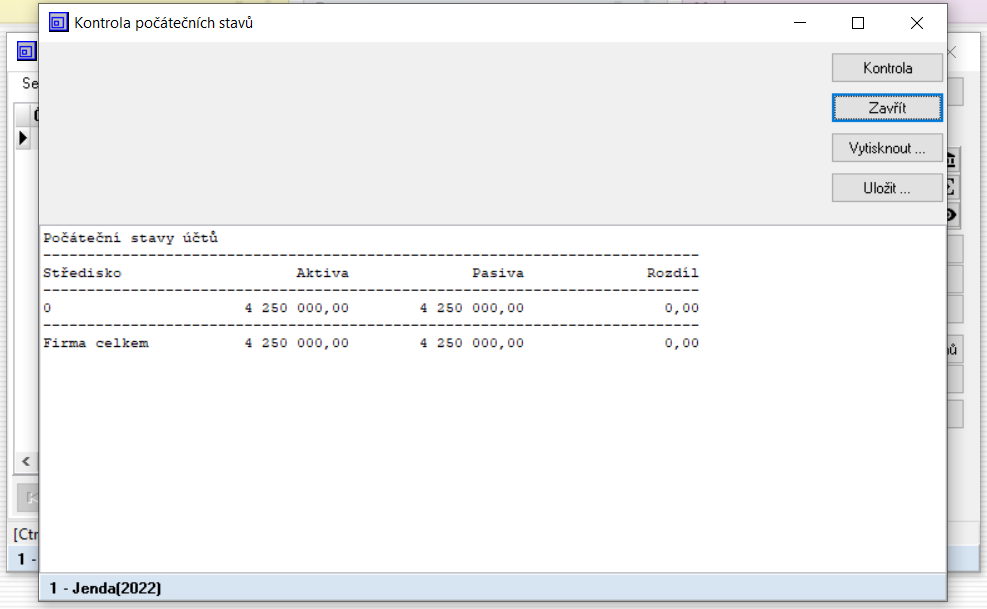 Kontrola počátečních stavů
Kontrola
Zavřít
Vytisknout ...
Uložit ...
Počáteční stavy účtů
------------------------------------------------------------------------
Středisko Aktiva Pasiva Rozdíl
------------------------------------------------------------------------
0 4 250 000,00 4 250 000,00 0,00
------------------------------------------------------------------------
Firma celkem 4 250 000,00 4 250 000,00 0,00
Se
[Ctr
1 -
1 - Jenda(2022)